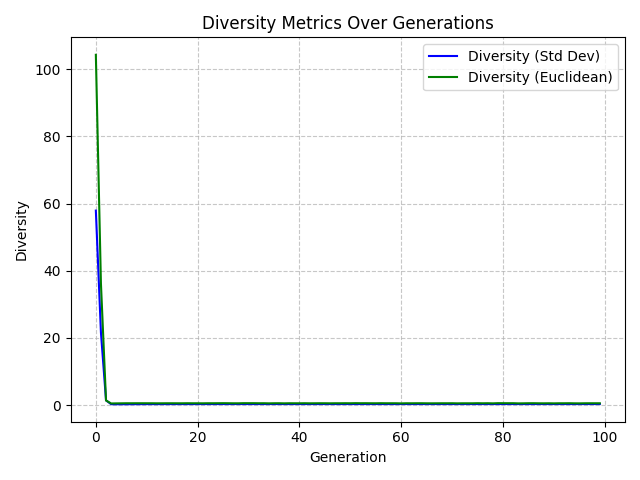 Diversity Metrics Over Generations
Diversity (Std Dev)
Diversity (Euclidean)
Diversity
100
80
60
40
20
0
0 20 40 60 80 100
Generation